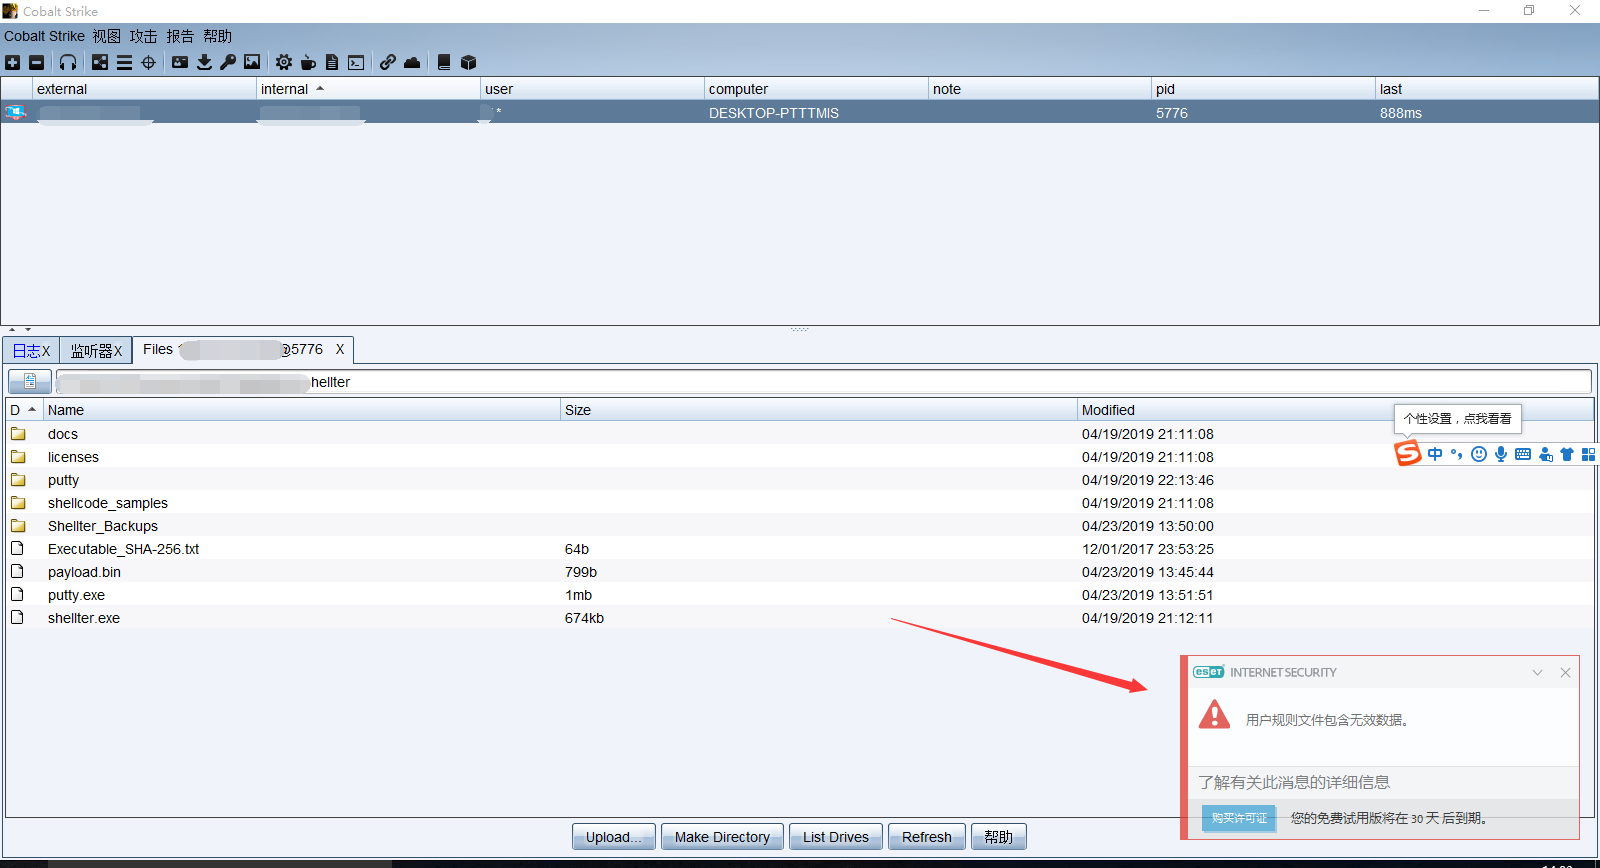 Cobalt Strike
Cobalt Strike 视图 攻击 报告 帮助
external internal user computer note pid last
* DESKTOP-PTTTMIS 5776 888ms
日志X 监听器X Files @5776 X
hellter
D Name Size Modified
个性设置，点我看看
docs 04/19/2019 21:11:08
licenses 04/19/2019 21:11:08
中
putty 04/19/2019 22:13:46
shellcode_samples 04/19/2019 21:11:08
Shellter_Backups 04/23/2019 13:50:00
Executable_SHA-256.txt 64b 12/01/2017 23:53:25
payload.bin 799b 04/23/2019 13:45:44
putty.exe 1mb 04/23/2019 13:51:51
shellter.exe 674kb 04/19/2019 21:12:11
eset INTERNET SECURITY
用户规则文件包含无效数据。
了解有关此消息的详细信息
购买许可证 您的免费试用版将在 30 天 后到期。
Upload... Make Directory List Drives Refresh 帮助